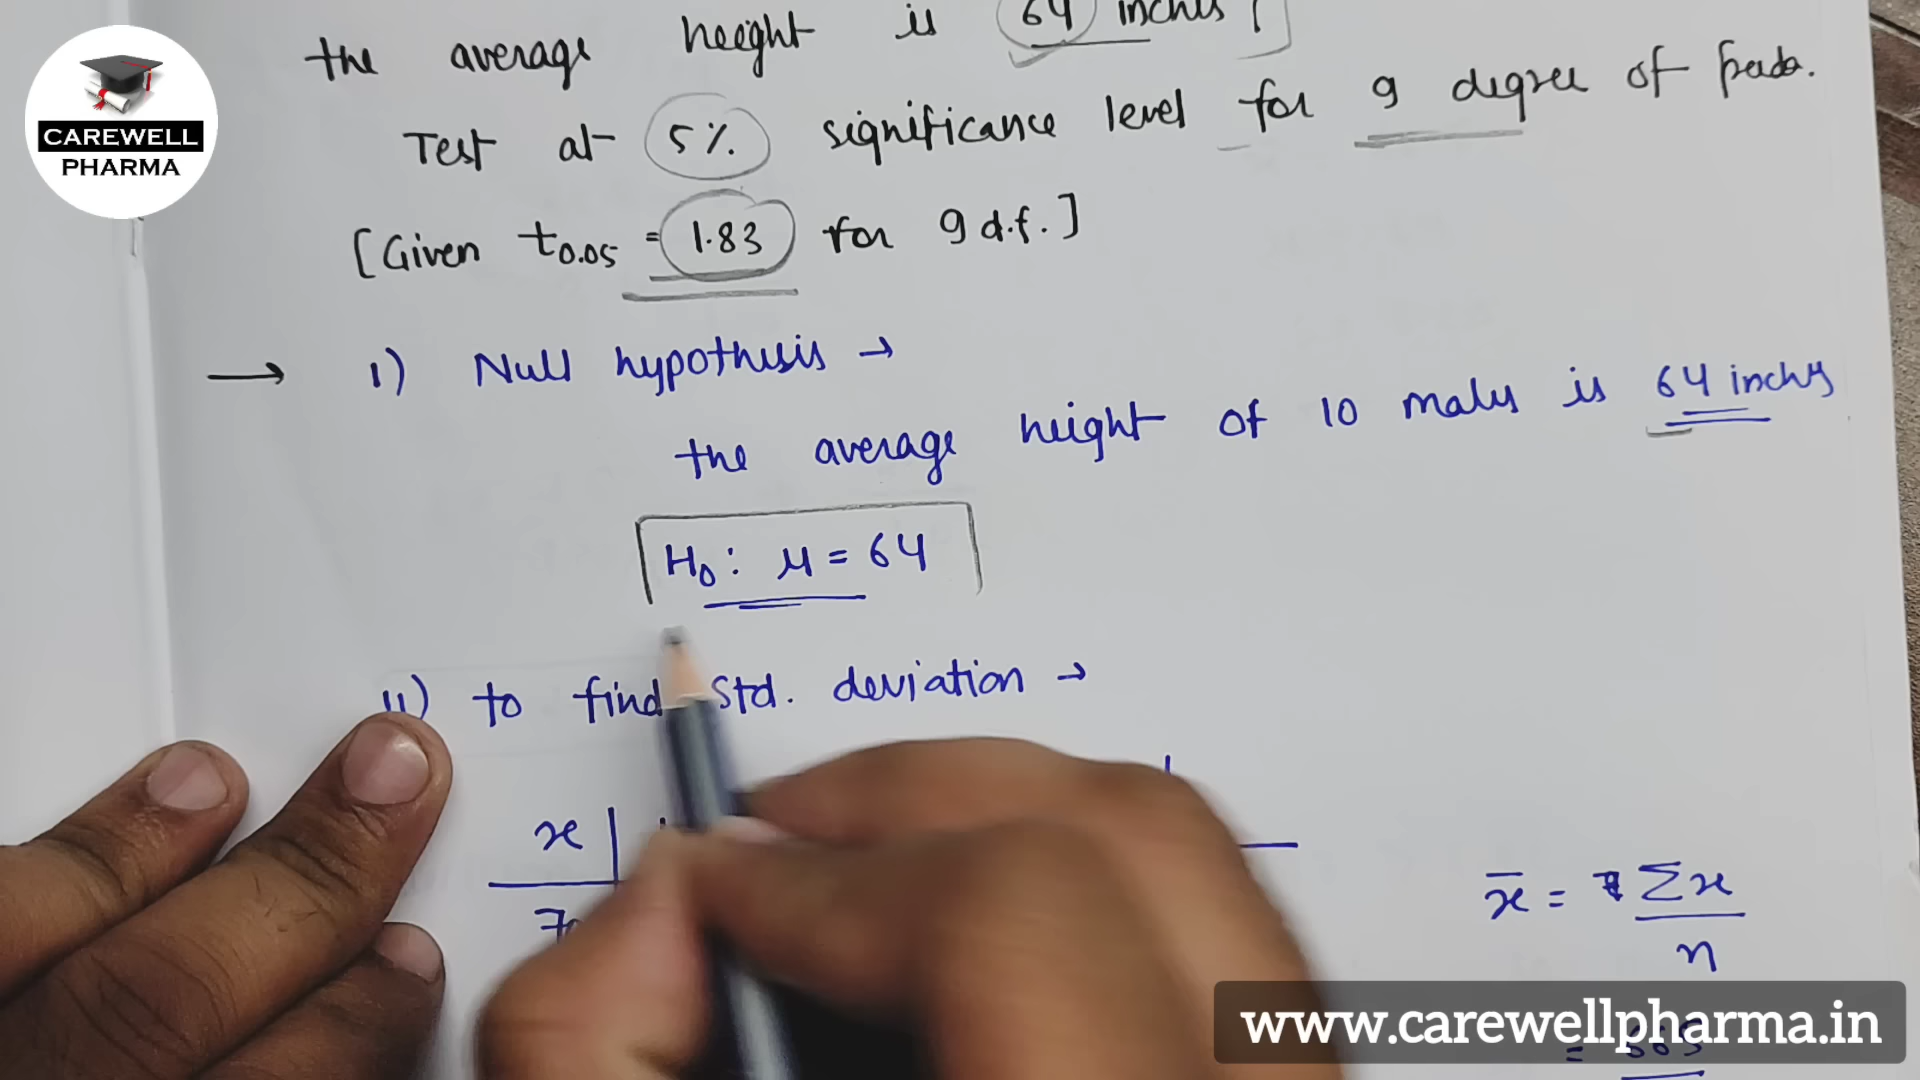 CAREWELL
PHARMA
the average height is 64 inches ?
Test at 5% significance level for 9 degree of
[Given t0.05 = 1.83 for 9 d.f.]
→ 1) Null hypothesis →
the average height of 10 males is 64 inches
H0 : μ = 64
11) to find Std. deviation →
x
x̄ = Σx
n
www.carewellpharma.in